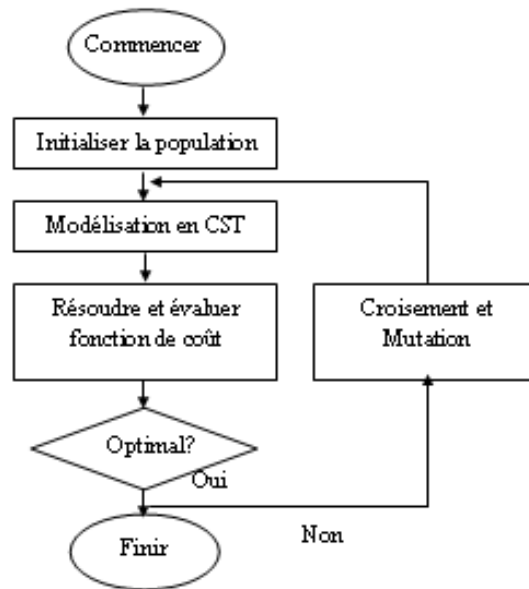 Commencer
Initialiser la population
Modélisation en CST
Résoudre et évaluer
fonction de coût
Croisement et
Mutation
Optimal?
Oui
Non
Finir